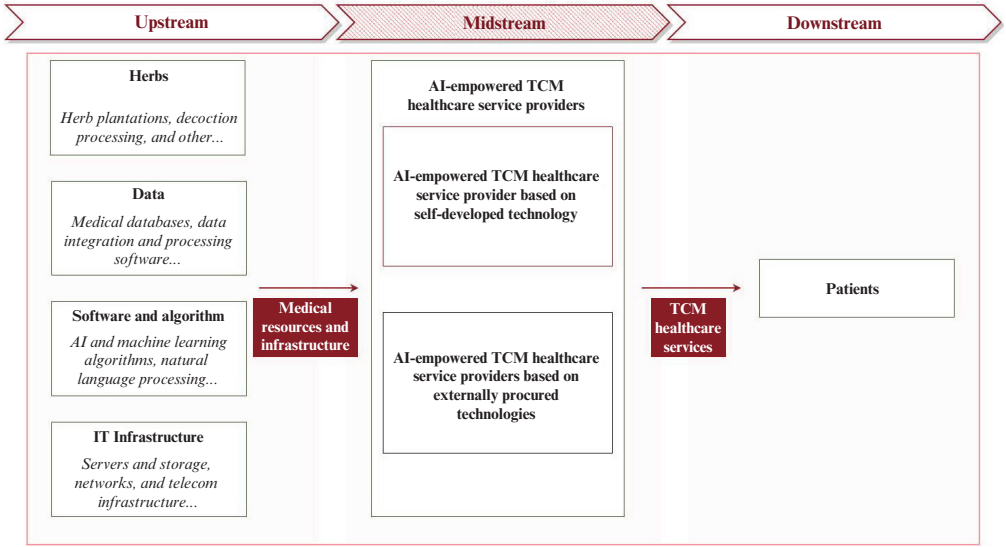 Upstream
Midstream
Downstream
Herbs
Herb plantations, decoction
processing, and other...
Data
Medical databases, data
integration and processing
software...
Software and algorithm
AI and machine learning
algorithms, natural
language processing...
IT Infrastructure
Servers and storage,
networks, and telecom
infrastructure...
Medical
resources and
infrastructure
AI-empowered TCM
healthcare service providers
AI-empowered TCM healthcare
service provider based on
self-developed technology
AI-empowered TCM healthcare
service providers based on
externally procured
technologies
TCM
healthcare
services
Patients